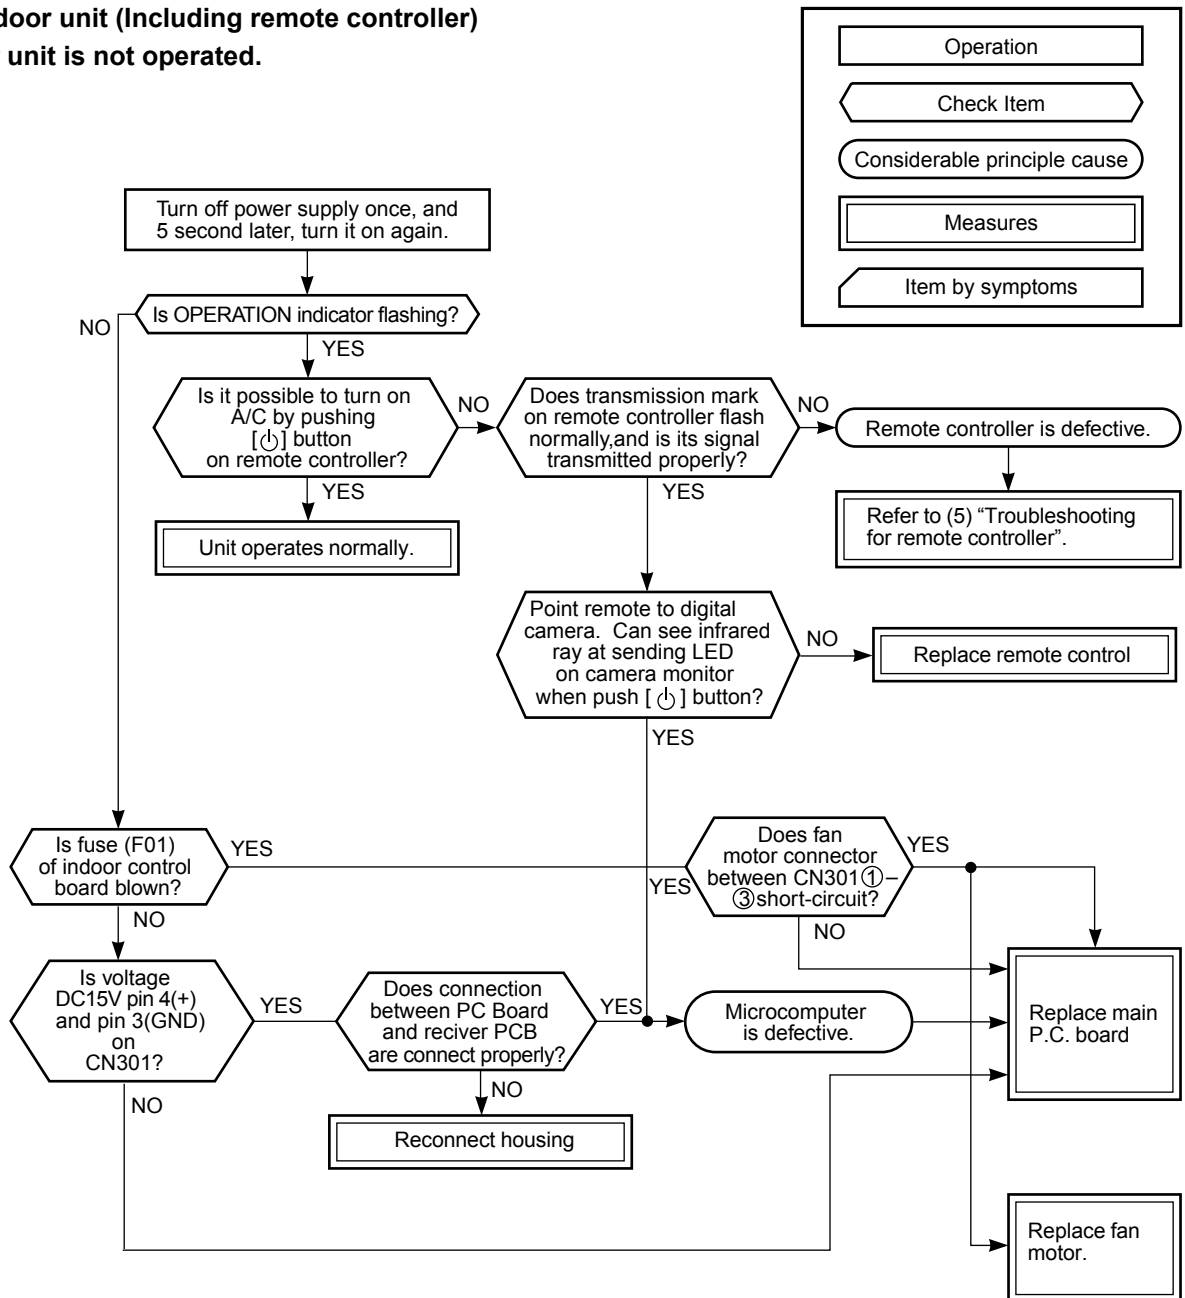 door unit (Including remote controller)
unit is not operated.
Operation
Check Item
Considerable principle cause
Measures
Item by symptoms
Turn off power supply once, and
5 second later, turn it on again.
Is OPERATION indicator flashing?
NO
YES
Is it possible to turn on
A/C by pushing
[⏻] button
on remote controller?
NO
YES
Unit operates normally.
Does transmission mark
on remote controller flash
normally,and is its signal
transmitted properly?
NO
YES
Remote controller is defective.
Refer to (5) “Troubleshooting
for remote controller”.
Point remote to digital
camera. Can see infrared
ray at sending LED
on camera monitor
when push [⏻] button?
NO
YES
Replace remote control
Is fuse (F01)
of indoor control
board blown?
YES
NO
Does fan
motor connector
between CN301①–
③short-circuit?
YES
YES
NO
Is voltage
DC15V pin 4(+)
and pin 3(GND)
on
CN301?
YES
NO
Does connection
between PC Board
and reciver PCB
are connect properly?
YES
NO
Reconnect housing
Microcomputer
is defective.
Replace main
P.C. board
Replace fan
motor.